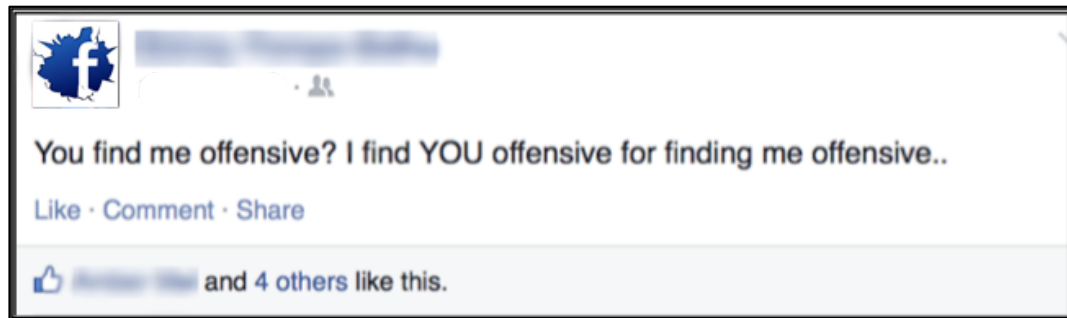 f
You find me offensive? I find YOU offensive for finding me offensive..
Like · Comment · Share
and 4 others like this.